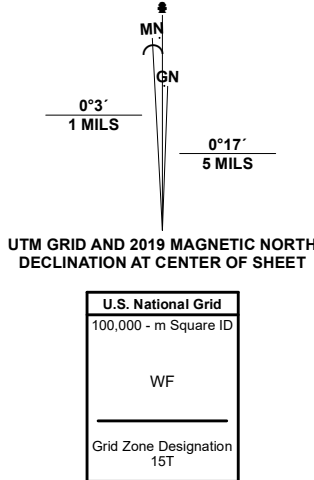 MN
GN
0°3´
1 MILS
0°17´
5 MILS
UTM GRID AND 2019 MAGNETIC NORTH
DECLINATION AT CENTER OF SHEET
U.S. National Grid
100,000 - m Square ID
WF
Grid Zone Designation
15T